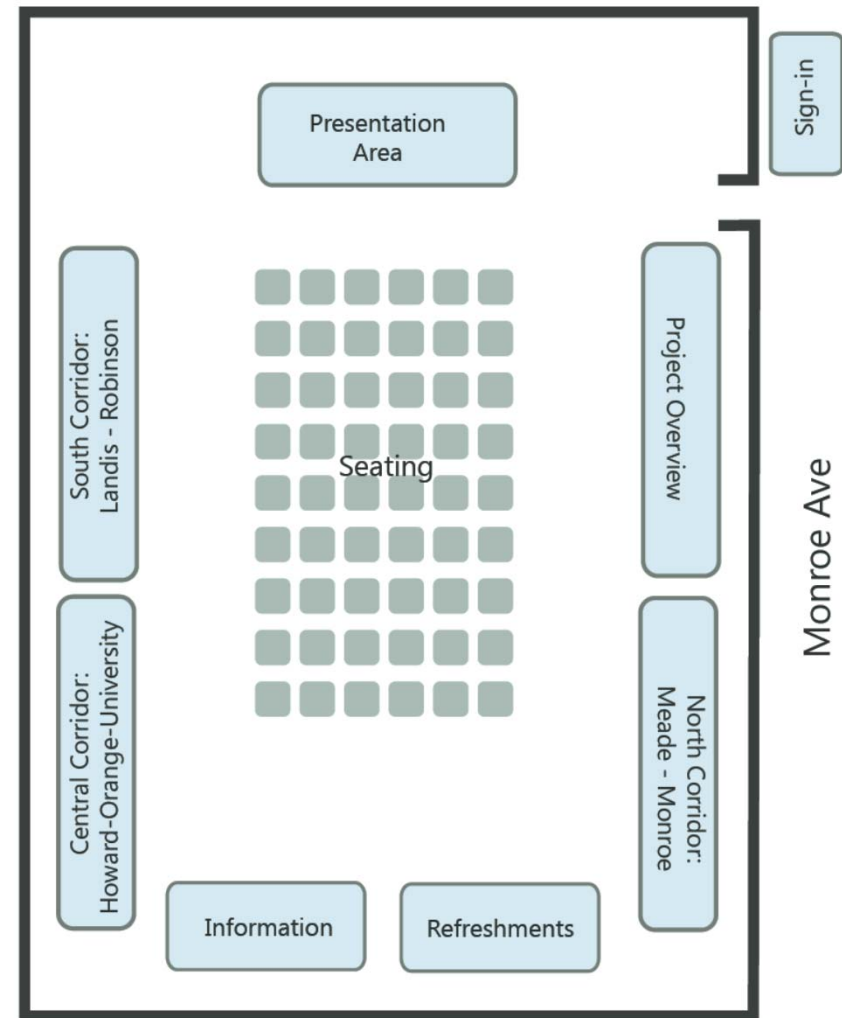 Presentation
Area
Sign-in
South Corridor:
Landis - Robinson
Project Overview
Seating
Monroe Ave
Central Corridor:
Howard-Orange-University
North Corridor:
Meade - Monroe
Information
Refreshments